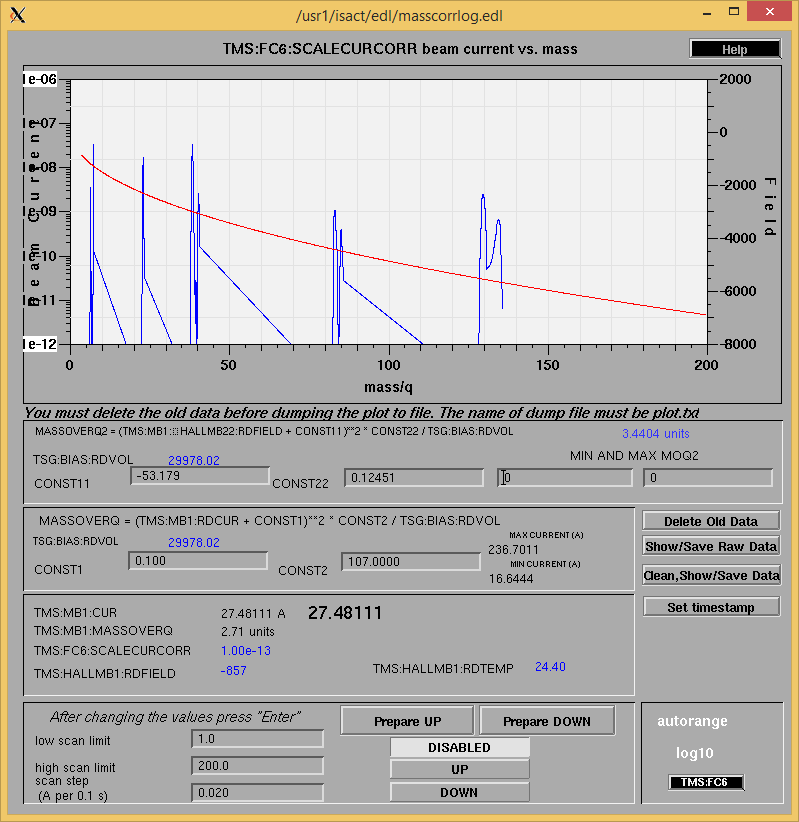 /usr1/isact/edl/masscorrlog.edl
TMS:FC6:SCALECURCORR beam current vs. mass
Help
1e-06
1e-07
1e-08
1e-09
1e-10
1e-11
1e-12
Beam Current
2000
0
-2000
-4000
-6000
-8000
Field
0 50 100 150 200
mass/q
You must delete the old data before dumping the plot to file. The name of dump file must be plot.txt
MASSOVERQ2 = (TMS:MB1: HALLMB22:RDFIELD + CONST11)**2 * CONST22 / TSG:BIAS:RDVOL
3.4404 units
TSG:BIAS:RDVOL 29978.02
MIN AND MAX MOQ2
CONST11 -53.179 CONST22 0.12451 0 0
MASSOVERQ = (TMS:MB1:RDCUR + CONST1)**2 * CONST2 / TSG:BIAS:RDVOL
TSG:BIAS:RDVOL 29978.02
MAX CURRENT (A)
236.7011
CONST1 0.100 CONST2 107.0000
MIN CURRENT (A)
16.6444
Delete Old Data
Show/Save Raw Data
Clean,Show/Save Data
Set timestamp
TMS:MB1:CUR 27.48111 A 27.48111
TMS:MB1:MASSOVERQ 2.71 units
TMS:FC6:SCALECURCORR 1.00e-13
TMS:HALLMB1:RDFIELD -857 TMS:HALLMB1:RDTEMP 24.40
After changing the values press "Enter"
low scan limit 1.0
high scan limit 200.0
scan step
(A per 0.1 s) 0.020
Prepare UP Prepare DOWN
DISABLED
UP
DOWN
autorange
log10
TMS:FC6